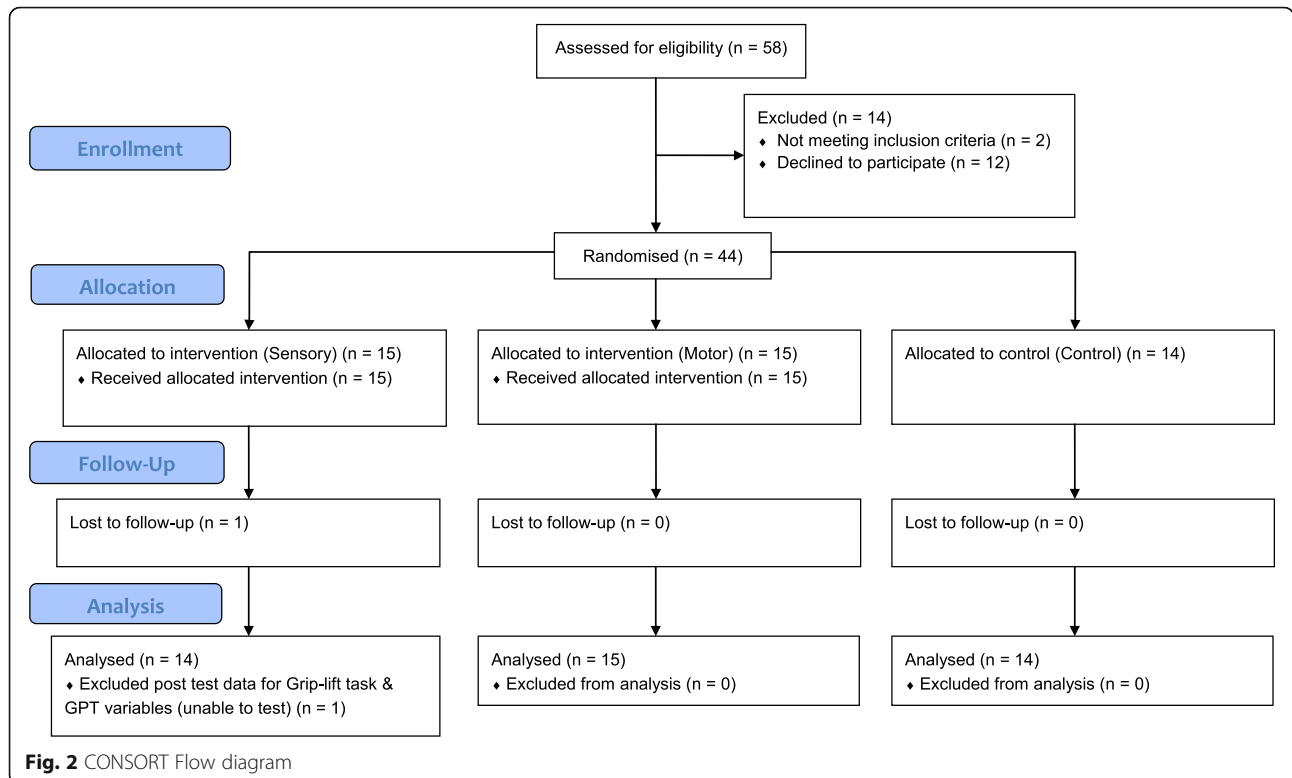 Assessed for eligibility (n = 58)
Excluded (n = 14)
♦ Not meeting inclusion criteria (n = 2)
♦ Declined to participate (n = 12)
Enrollment
Randomised (n = 44)
Allocation
Allocated to intervention (Sensory) (n = 15)
♦ Received allocated intervention (n = 15)
Allocated to intervention (Motor) (n = 15)
♦ Received allocated intervention (n = 15)
Allocated to control (Control) (n = 14)
Follow-Up
Lost to follow-up (n = 1)
Lost to follow-up (n = 0)
Lost to follow-up (n = 0)
Analysis
Analysed (n = 14)
♦ Excluded post test data for Grip-lift task &
GPT variables (unable to test) (n = 1)
Analysed (n = 15)
♦ Excluded from analysis (n = 0)
Analysed (n = 14)
♦ Excluded from analysis (n = 0)
Fig. 2 CONSORT Flow diagram